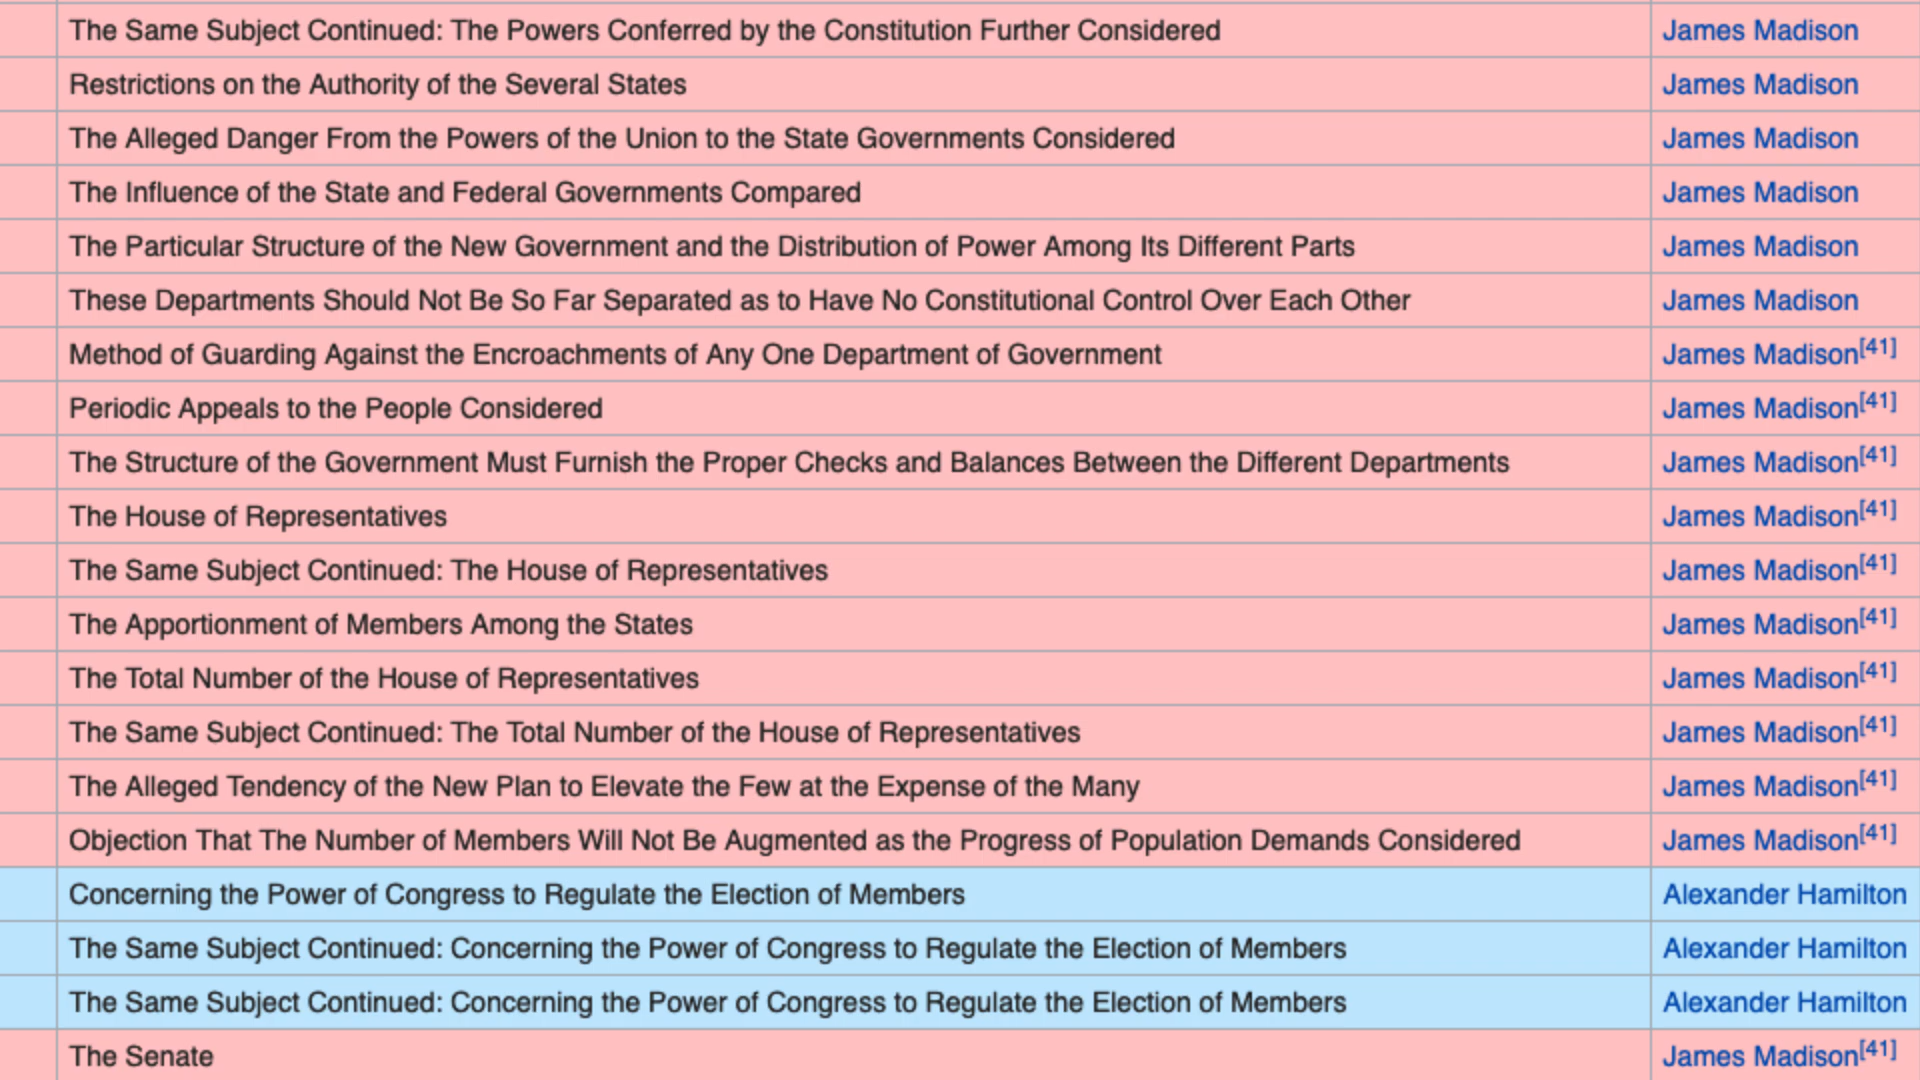 The Same Subject Continued: The Powers Conferred by the Constitution Further Considered James Madison
Restrictions on the Authority of the Several States James Madison
The Alleged Danger From the Powers of the Union to the State Governments Considered James Madison
The Influence of the State and Federal Governments Compared James Madison
The Particular Structure of the New Government and the Distribution of Power Among Its Different Parts James Madison
These Departments Should Not Be So Far Separated as to Have No Constitutional Control Over Each Other James Madison
Method of Guarding Against the Encroachments of Any One Department of Government James Madison[41]
Periodic Appeals to the People Considered James Madison[41]
The Structure of the Government Must Furnish the Proper Checks and Balances Between the Different Departments James Madison[41]
The House of Representatives James Madison[41]
The Same Subject Continued: The House of Representatives James Madison[41]
The Apportionment of Members Among the States James Madison[41]
The Total Number of the House of Representatives James Madison[41]
The Same Subject Continued: The Total Number of the House of Representatives James Madison[41]
The Alleged Tendency of the New Plan to Elevate the Few at the Expense of the Many James Madison[41]
Objection That The Number of Members Will Not Be Augmented as the Progress of Population Demands Considered James Madison[41]
Concerning the Power of Congress to Regulate the Election of Members Alexander Hamilton
The Same Subject Continued: Concerning the Power of Congress to Regulate the Election of Members Alexander Hamilton
The Same Subject Continued: Concerning the Power of Congress to Regulate the Election of Members Alexander Hamilton
The Senate James Madison[41]